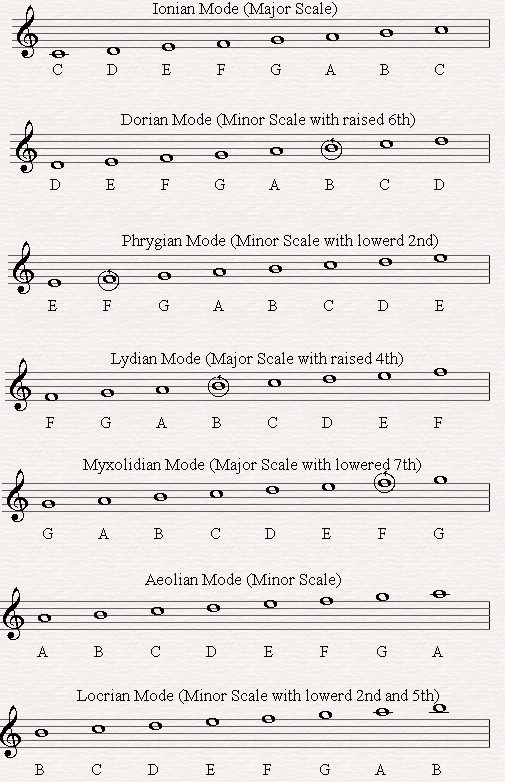 Ionian Mode (Major Scale)
C D E F G A B C
Dorian Mode (Minor Scale with raised 6th)
D E F G A B C D
Phrygian Mode (Minor Scale with lowerd 2nd)
E F G A B C D E
Lydian Mode (Major Scale with raised 4th)
F G A B C D E F
Myxolidian Mode (Major Scale with lowered 7th)
G A B C D E F G
Aeolian Mode (Minor Scale)
A B C D E F G A
Locrian Mode (Minor Scale with lowerd 2nd and 5th)
B C D E F G A B